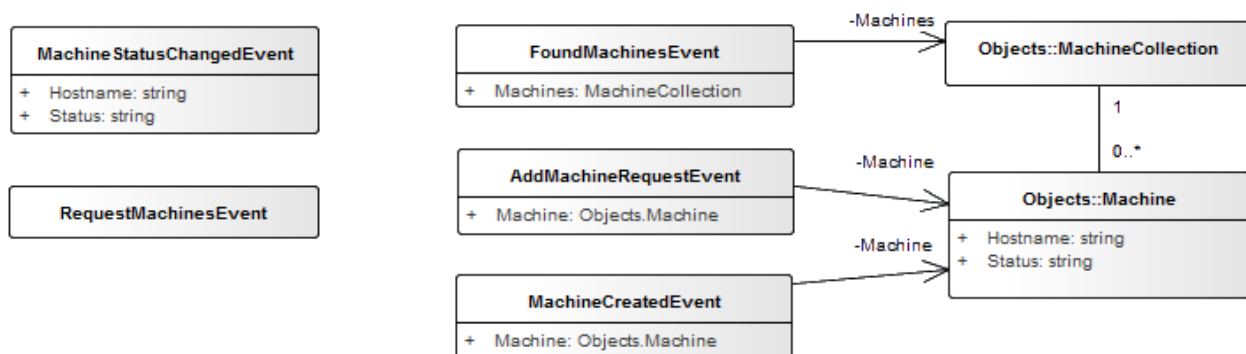 MachineStatusChangedEvent
+ Hostname: string
+ Status: string
RequestMachinesEvent
FoundMachinesEvent
+ Machines: MachineCollection
AddMachineRequestEvent
+ Machine: Objects.Machine
MachineCreatedEvent
+ Machine: Objects.Machine
-Machines
-Machine
-Machine
Objects::MachineCollection
1
0..*
Objects::Machine
+ Hostname: string
+ Status: string